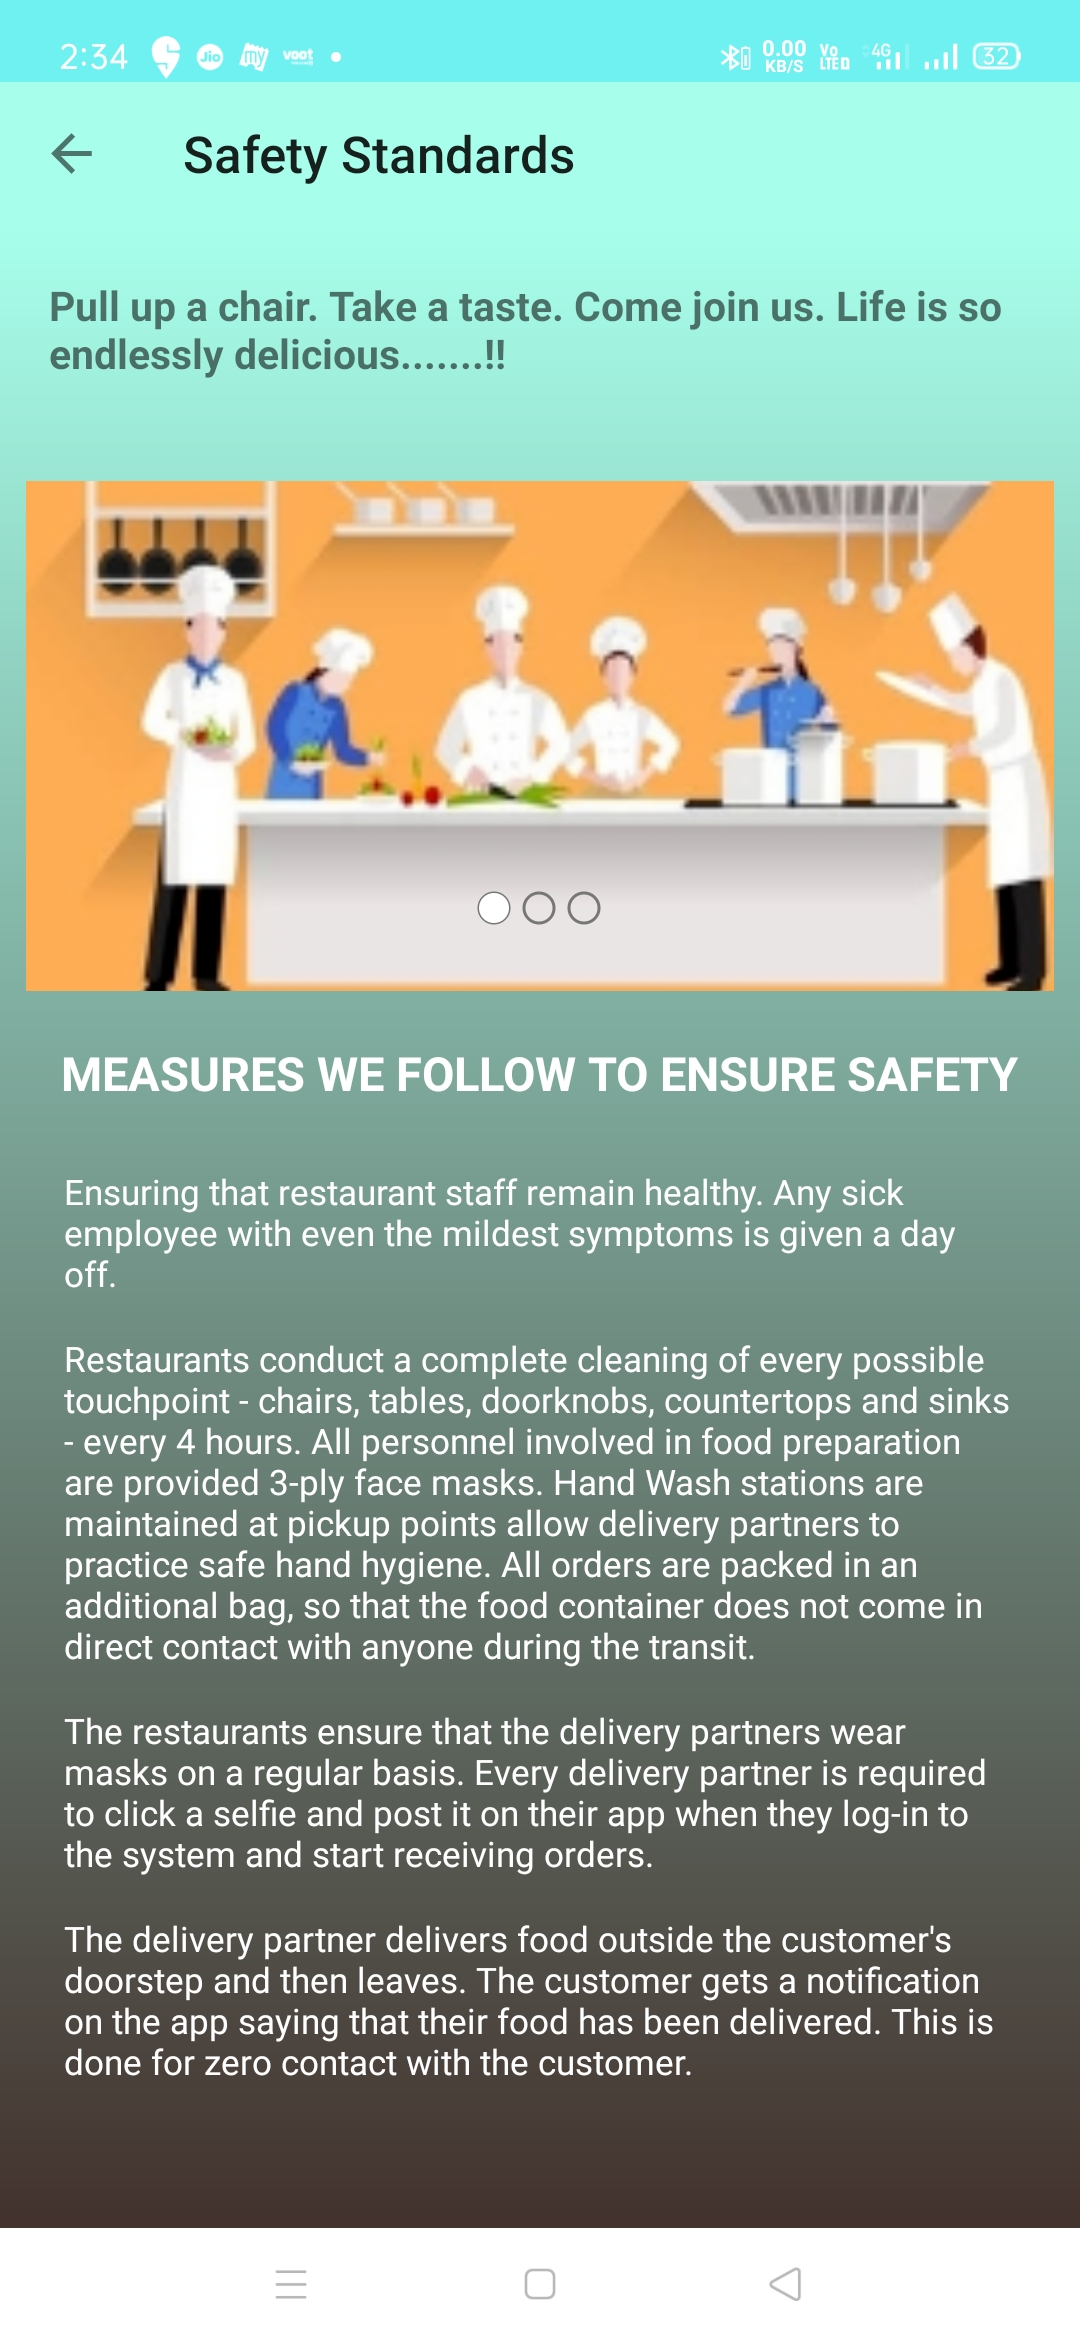 2:34 Jio my voot 0.00 KB/S Vo LTE 4G 32
Safety Standards
Pull up a chair. Take a taste. Come join us. Life is so
endlessly delicious.......!!
MEASURES WE FOLLOW TO ENSURE SAFETY
Ensuring that restaurant staff remain healthy. Any sick
employee with even the mildest symptoms is given a day
off.
Restaurants conduct a complete cleaning of every possible
touchpoint - chairs, tables, doorknobs, countertops and sinks
- every 4 hours. All personnel involved in food preparation
are provided 3-ply face masks. Hand Wash stations are
maintained at pickup points allow delivery partners to
practice safe hand hygiene. All orders are packed in an
additional bag, so that the food container does not come in
direct contact with anyone during the transit.
The restaurants ensure that the delivery partners wear
masks on a regular basis. Every delivery partner is required
to click a selfie and post it on their app when they log-in to
the system and start receiving orders.
The delivery partner delivers food outside the customer's
doorstep and then leaves. The customer gets a notification
on the app saying that their food has been delivered. This is
done for zero contact with the customer.